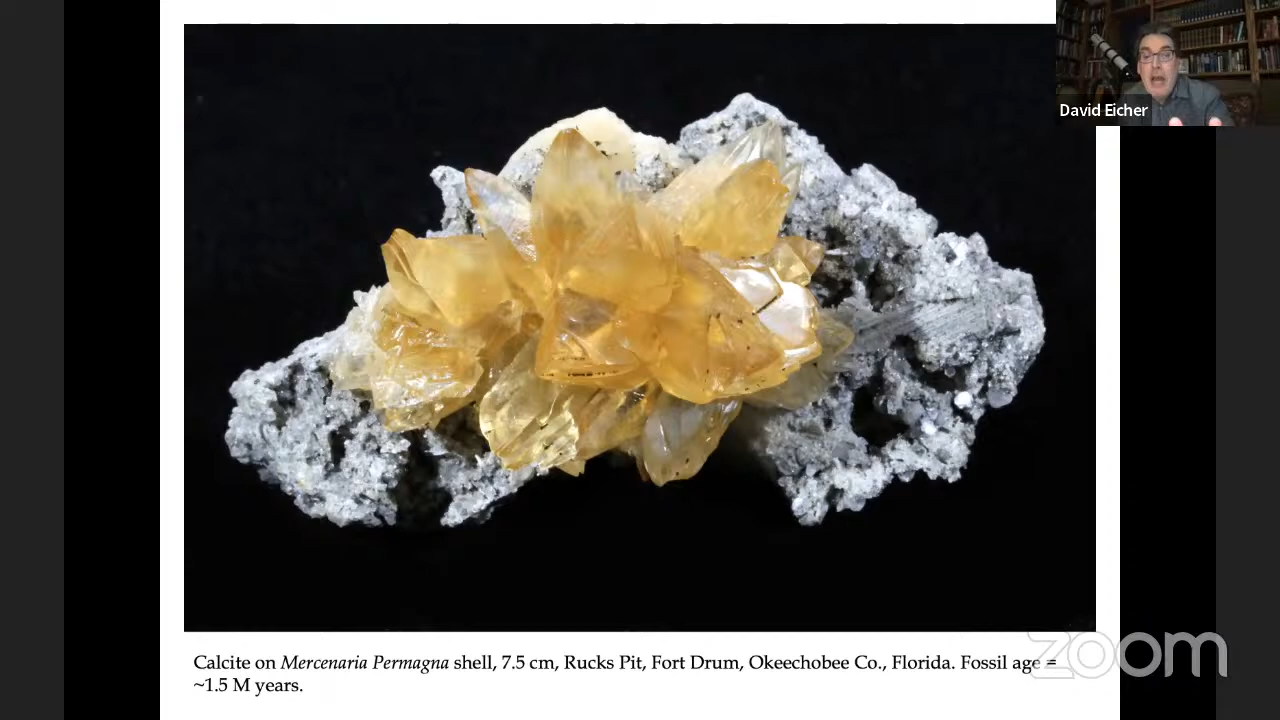 David Eicher
Calcite on Mercenaria Permagna shell, 7.5 cm, Rucks Pit, Fort Drum, Okeechobee Co., Florida. Fossil age =
~1.5 M years.
zoom